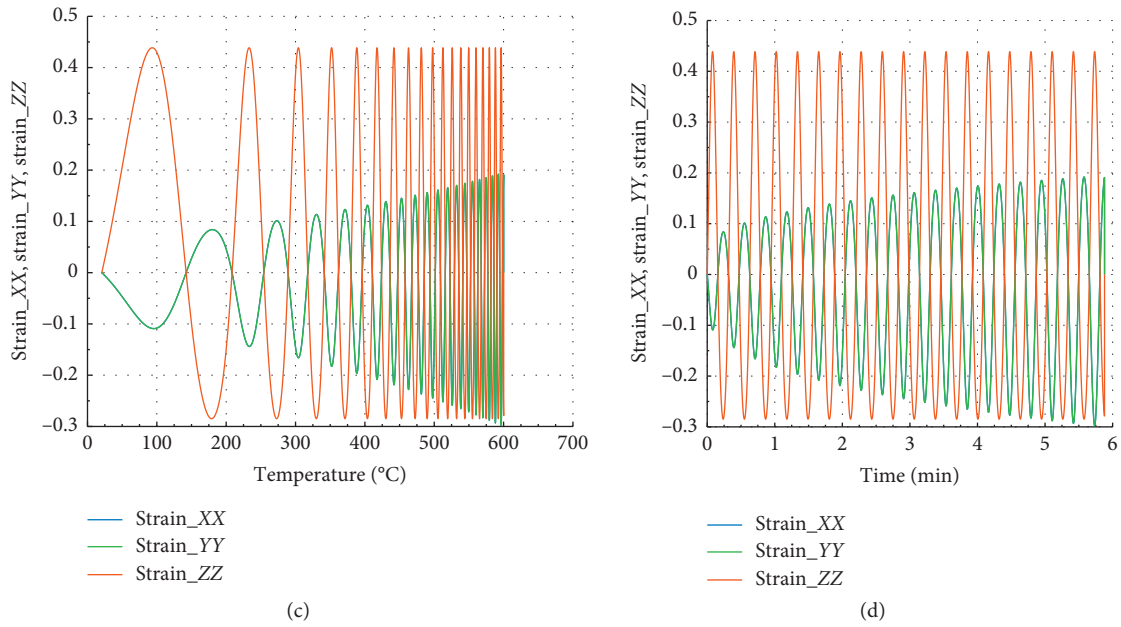 0.5
0.4
0.3
0.2
0.1
0
−0.1
−0.2
−0.3
Strain_XX, strain_YY, strain_ZZ
0 100 200 300 400 500 600 700
Temperature (°C)
Strain_XX
Strain_YY
Strain_ZZ
(c)
0.5
0.4
0.3
0.2
0.1
0
−0.1
−0.2
−0.3
Strain_XX, strain_YY, strain_ZZ
0 1 2 3 4 5 6
Time (min)
Strain_XX
Strain_YY
Strain_ZZ
(d)